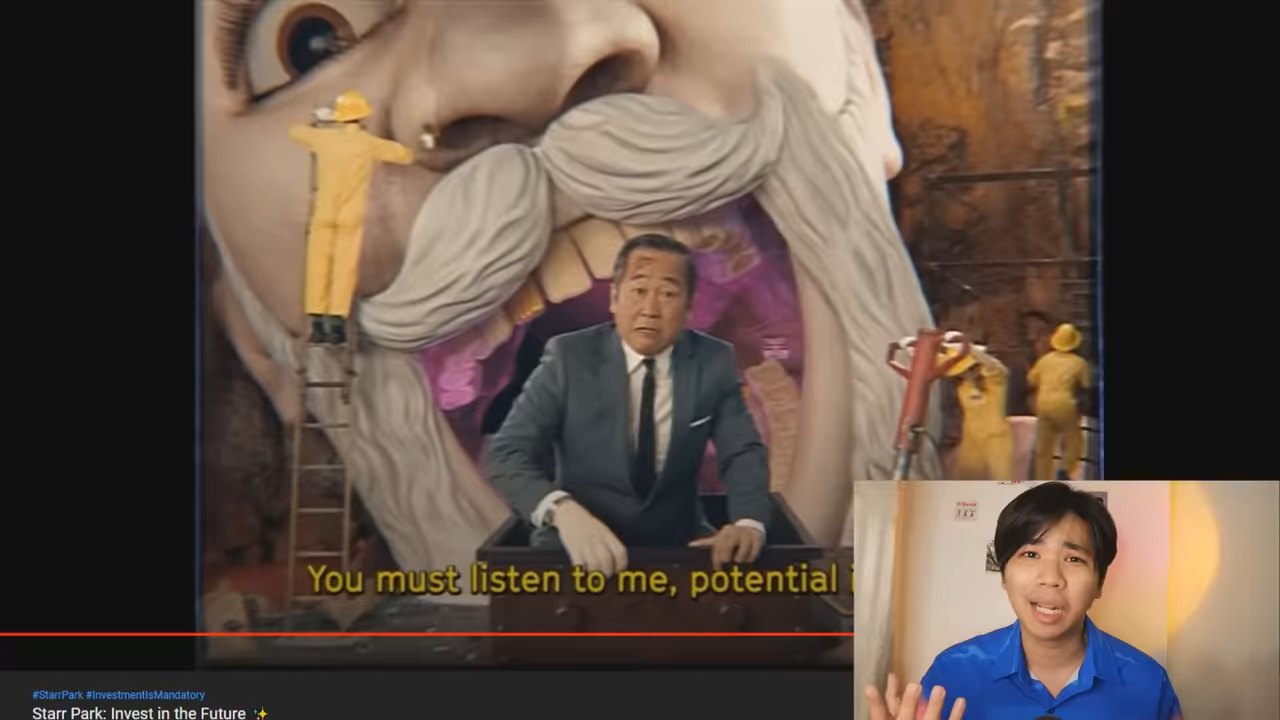 You must listen to me, potential
#StarrPark #InvestmentIsMandatory
Starr Park: Invest in the Future ✨